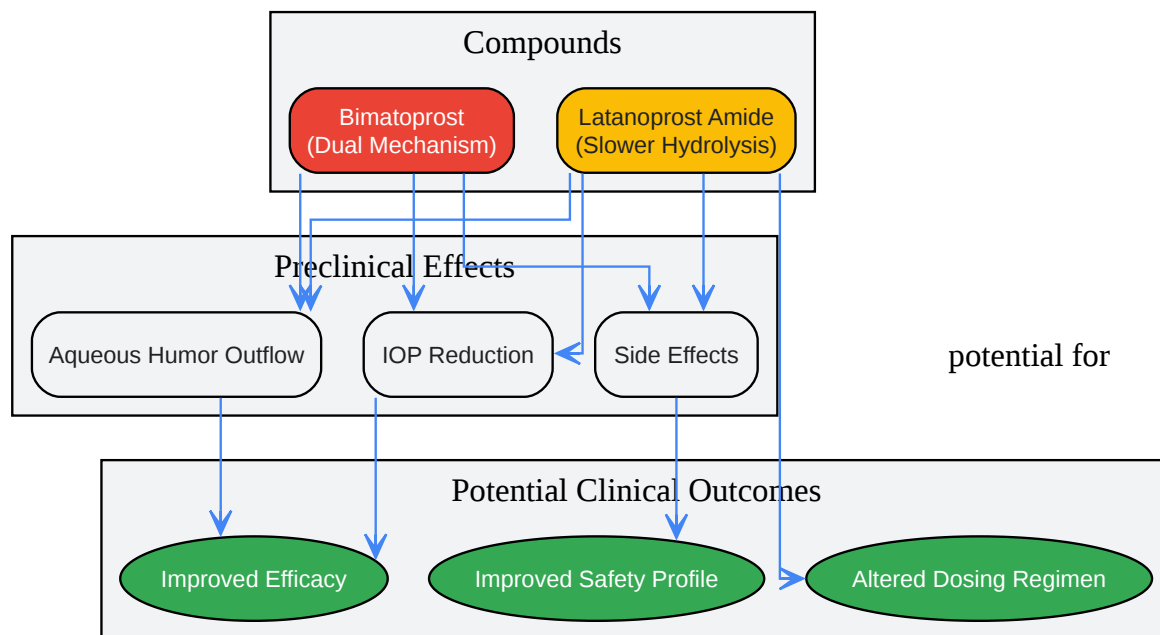 Compounds
Bimatoprost
(Dual Mechanism)
Latanoprost Amide
(Slower Hydrolysis)
Preclinical Effects
Aqueous Humor Outflow
IOP Reduction
Side Effects
potential for
Potential Clinical Outcomes
Improved Efficacy
Improved Safety Profile
Altered Dosing Regimen